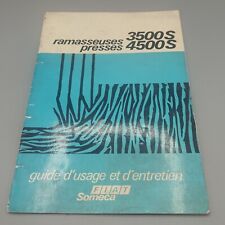 ramasseuses 3500S
presses 4500S
guide d'usage et d'entretien
FIAT
Someca